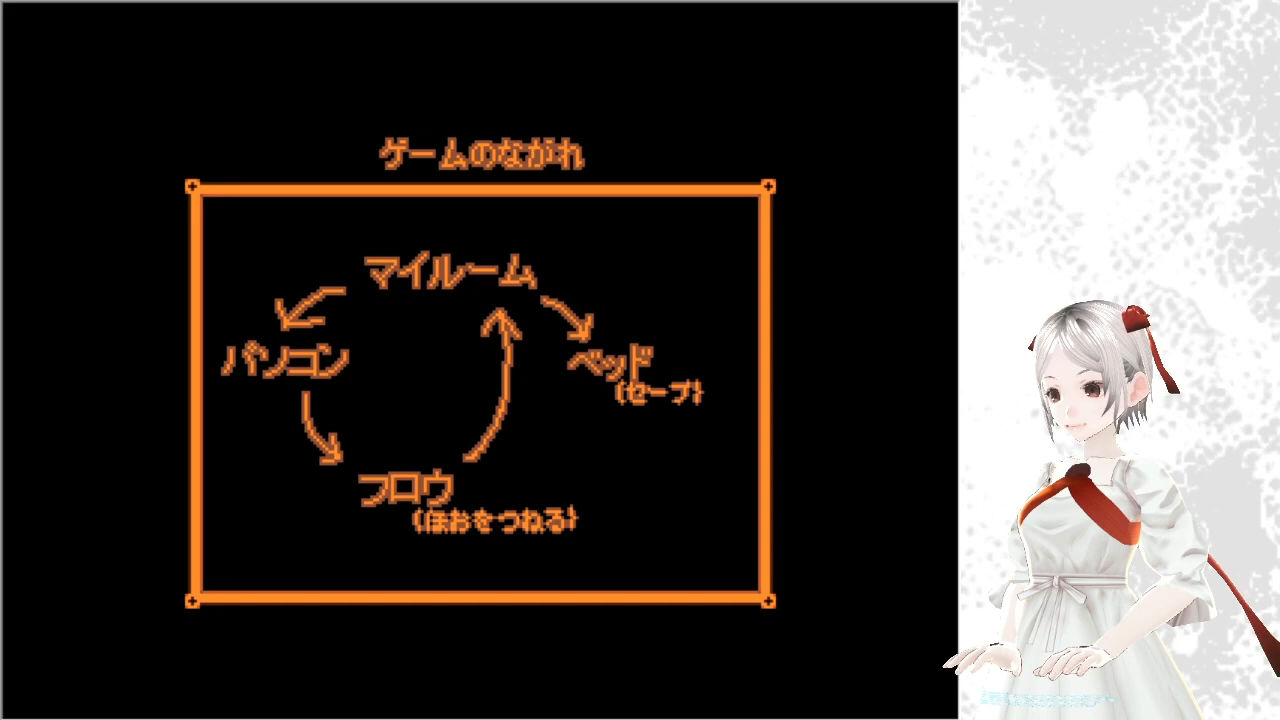 ゲームのながれ
マイルーム
パソコン
ベッド
(セーブ)
フロウ
(ほおをつねる)